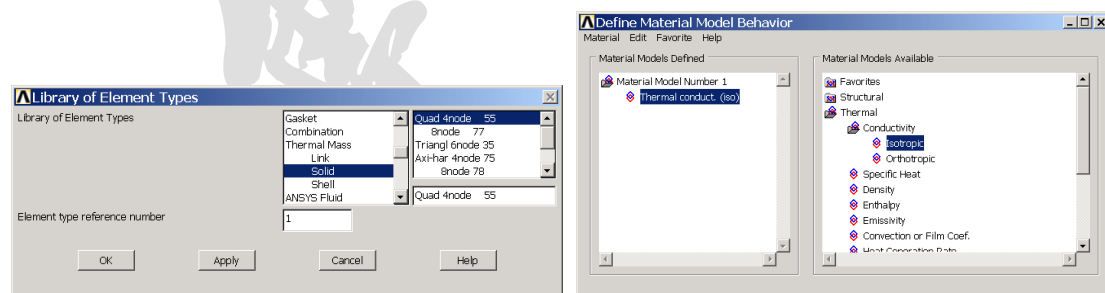 Library of Element Types
Library of Element Types
Gasket
Combination
Thermal Mass
Link
Solid
Shell
ANSYS Fluid
Quad 4node 55
8node 77
Triangl 6node 35
Axi-har 4node 75
8node 78
Quad 4node 55
Element type reference number
1
OK Apply Cancel Help
Define Material Model Behavior
Material Edit Favorite Help
Material Models Defined
Material Model Number 1
Thermal conduct. (iso)
Material Models Available
Favorites
Structural
Thermal
Conductivity
Isotropic
Orthotropic
Specific Heat
Density
Enthalpy
Emissivity
Convection or Film Coef.
Heat Generation Rate